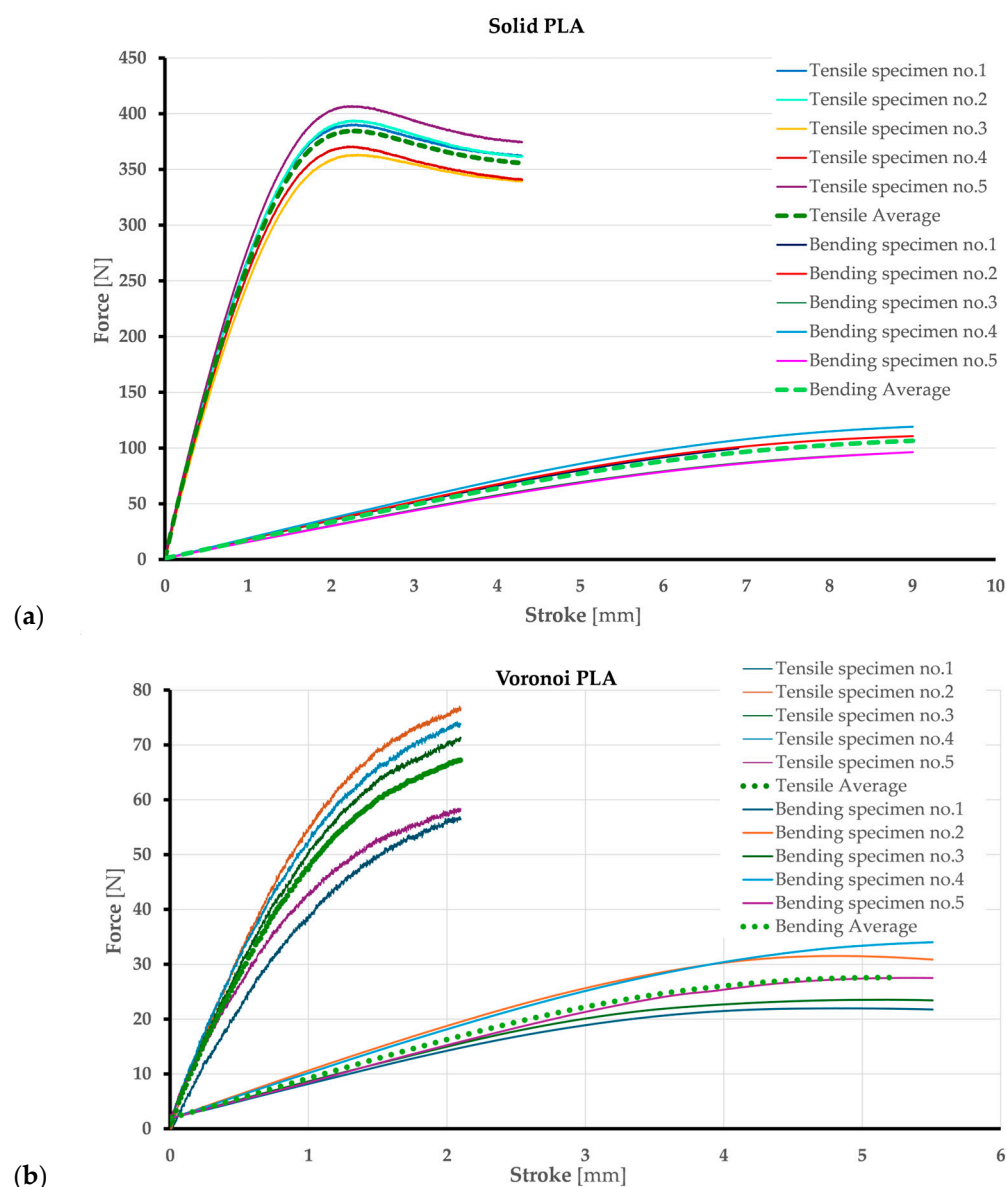 Solid PLA
450
400
350
300
250
200
150
100
50
0
Force [N]
0 1 2 3 4 5 6 7 8 9 10
Stroke [mm]
Tensile specimen no.1
Tensile specimen no.2
Tensile specimen no.3
Tensile specimen no.4
Tensile specimen no.5
Tensile Average
Bending specimen no.1
Bending specimen no.2
Bending specimen no.3
Bending specimen no.4
Bending specimen no.5
Bending Average
(a)
Voronoi PLA
80
70
60
50
40
30
20
10
0
Force [N]
0 1 2 3 4 5 6
Stroke [mm]
Tensile specimen no.1
Tensile specimen no.2
Tensile specimen no.3
Tensile specimen no.4
Tensile specimen no.5
Tensile Average
Bending specimen no.1
Bending specimen no.2
Bending specimen no.3
Bending specimen no.4
Bending specimen no.5
Bending Average
(b)